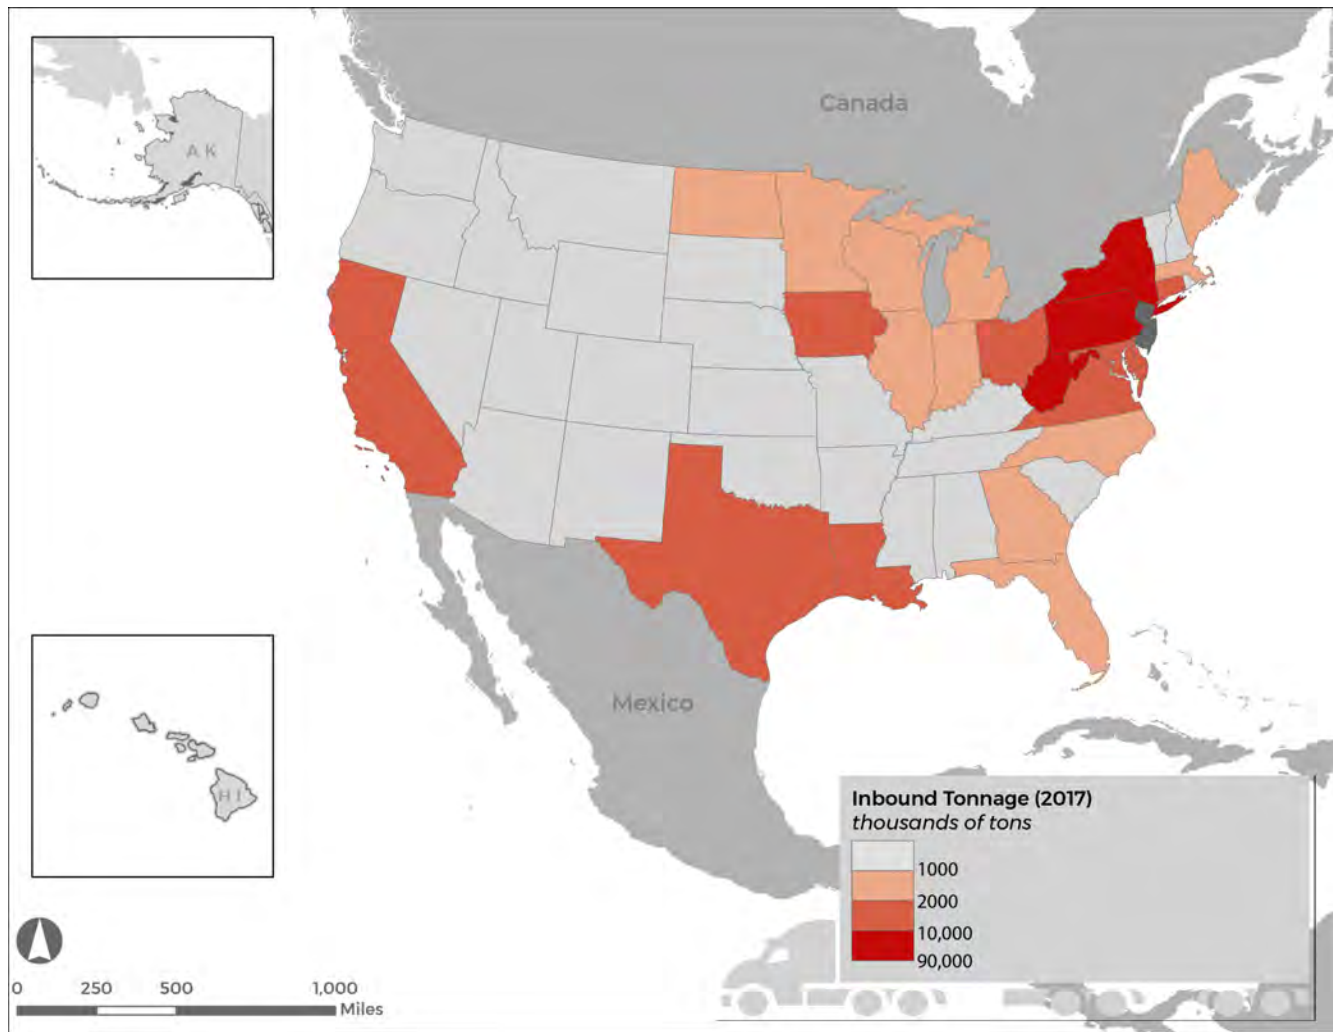 Canada
A K
Mexico
H I
Inbound Tonnage (2017)
thousands of tons
1000
2000
10,000
90,000
0 250 500 1,000
Miles